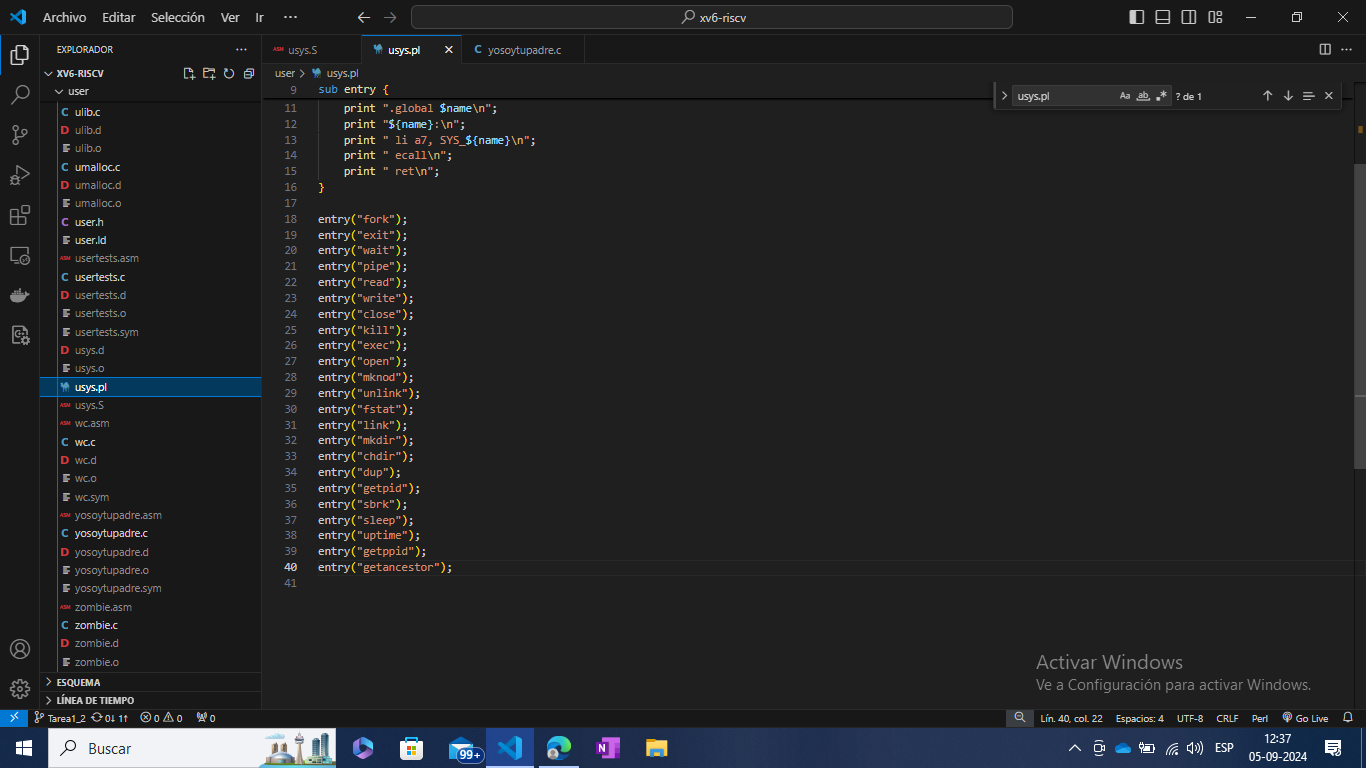 Archivo Editar Selección Ver Ir ··· xv6-riscv
EXPLORADOR ···
XV6-RISCV
user
ulib.c
ulib.d
ulib.o
umalloc.c
umalloc.d
umalloc.o
user.h
user.ld
usertests.asm
usertests.c
usertests.d
usertests.o
usertests.sym
usys.d
usys.o
usys.pl
usys.S
wc.asm
wc.c
wc.d
wc.o
wc.sym
yosoytupadre.asm
yosoytupadre.c
yosoytupadre.d
yosoytupadre.o
yosoytupadre.sym
zombie.asm
zombie.c
zombie.d
zombie.o
ESQUEMA
LÍNEA DE TIEMPO
usys.S usys.pl yosoytupadre.c
user > usys.pl
usys.pl Aa ab .* ? de 1
9 sub entry {
11 print ".global $name\n";
12 print "${name}:\n";
13 print " li a7, SYS_${name}\n";
14 print " ecall\n";
15 print " ret\n";
16 }
17
18 entry("fork");
19 entry("exit");
20 entry("wait");
21 entry("pipe");
22 entry("read");
23 entry("write");
24 entry("close");
25 entry("kill");
26 entry("exec");
27 entry("open");
28 entry("mknod");
29 entry("unlink");
30 entry("fstat");
31 entry("link");
32 entry("mkdir");
33 entry("chdir");
34 entry("dup");
35 entry("getpid");
36 entry("sbrk");
37 entry("sleep");
38 entry("uptime");
39 entry("getppid");
40 entry("getancestor");
41
Activar Windows
Ve a Configuración para activar Windows.
Tarea1_2 0↓ 1↑ 0 0 0 Lín. 40, col. 22 Espacios: 4 UTF-8 CRLF Perl Go Live
Buscar 99+ ESP 12:37
05-09-2024